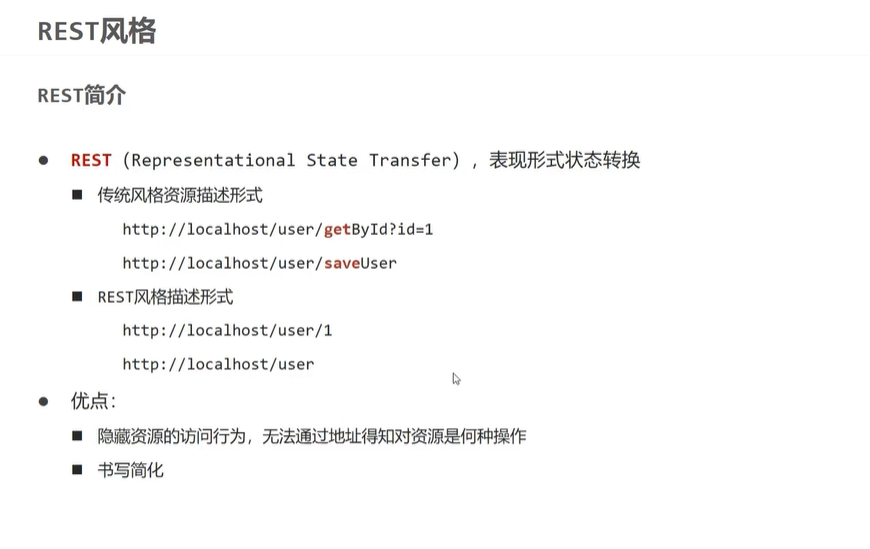 REST风格
REST简介
● REST（Representational State Transfer），表现形式状态转换
■ 传统风格资源描述形式
http://localhost/user/getById?id=1
http://localhost/user/saveUser
■ REST风格描述形式
http://localhost/user/1
http://localhost/user
● 优点：
■ 隐藏资源的访问行为，无法通过地址得知对资源是何种操作
■ 书写简化